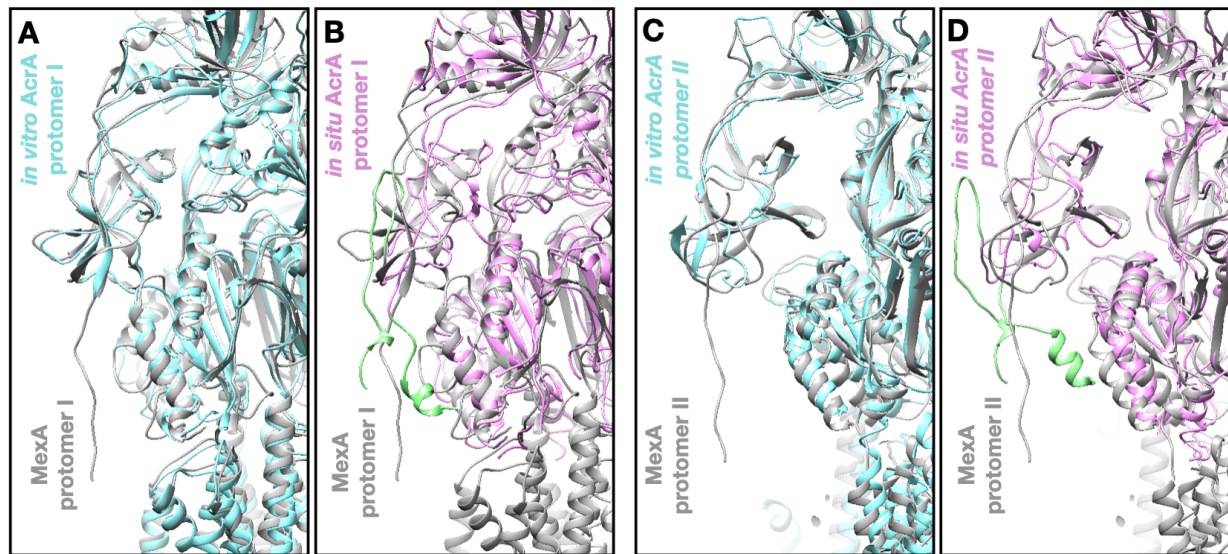 A
in vitro AcrA
protomer I
MexA
protomer I
B
in situ AcrA
protomer I
MexA
protomer I
C
in vitro AcrA
protomer II
MexA
protomer II
D
in situ AcrA
protomer II
MexA
protomer II